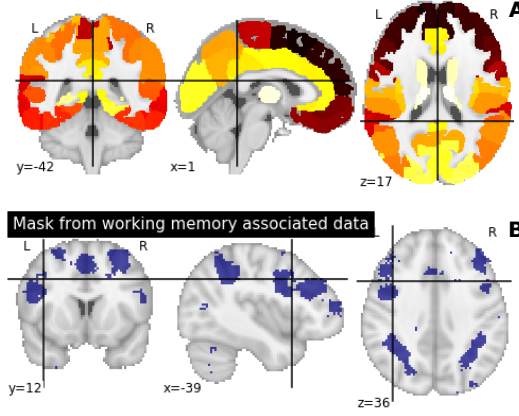 L R A
y=-42 x=1 z=17
Mask from working memory associated data
L R L R B
y=12 x=-39 z=36